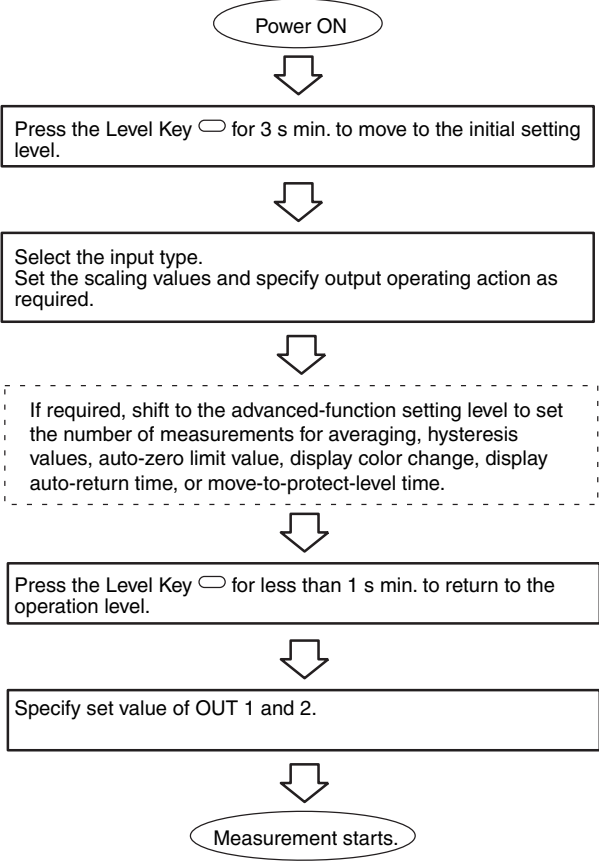 Power ON
Press the Level Key for 3 s min. to move to the initial setting
level.
Select the input type.
Set the scaling values and specify output operating action as
required.
If required, shift to the advanced-function setting level to set
the number of measurements for averaging, hysteresis
values, auto-zero limit value, display color change, display
auto-return time, or move-to-protect-level time.
Press the Level Key for less than 1 s min. to return to the
operation level.
Specify set value of OUT 1 and 2.
Measurement starts.